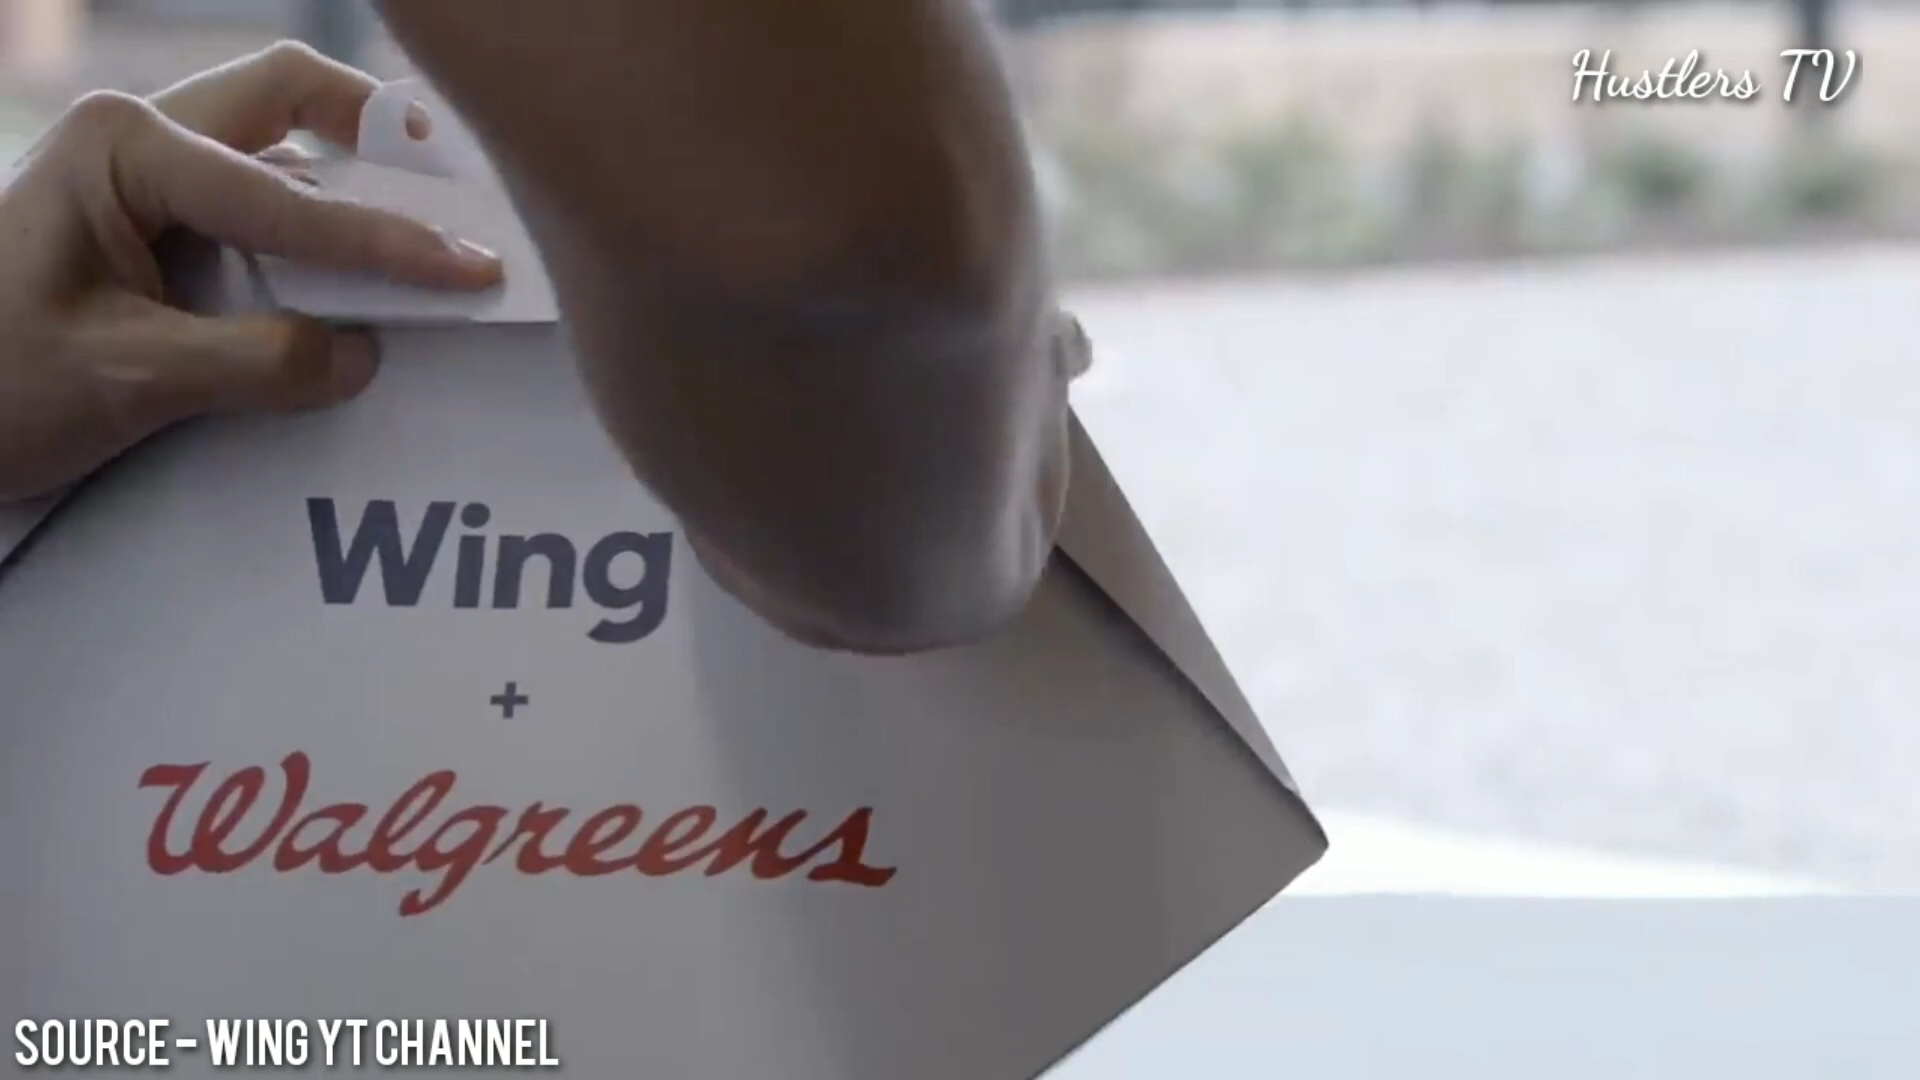 Hustlers TV
Wing
+
Walgreens
SOURCE - WING YT CHANNEL